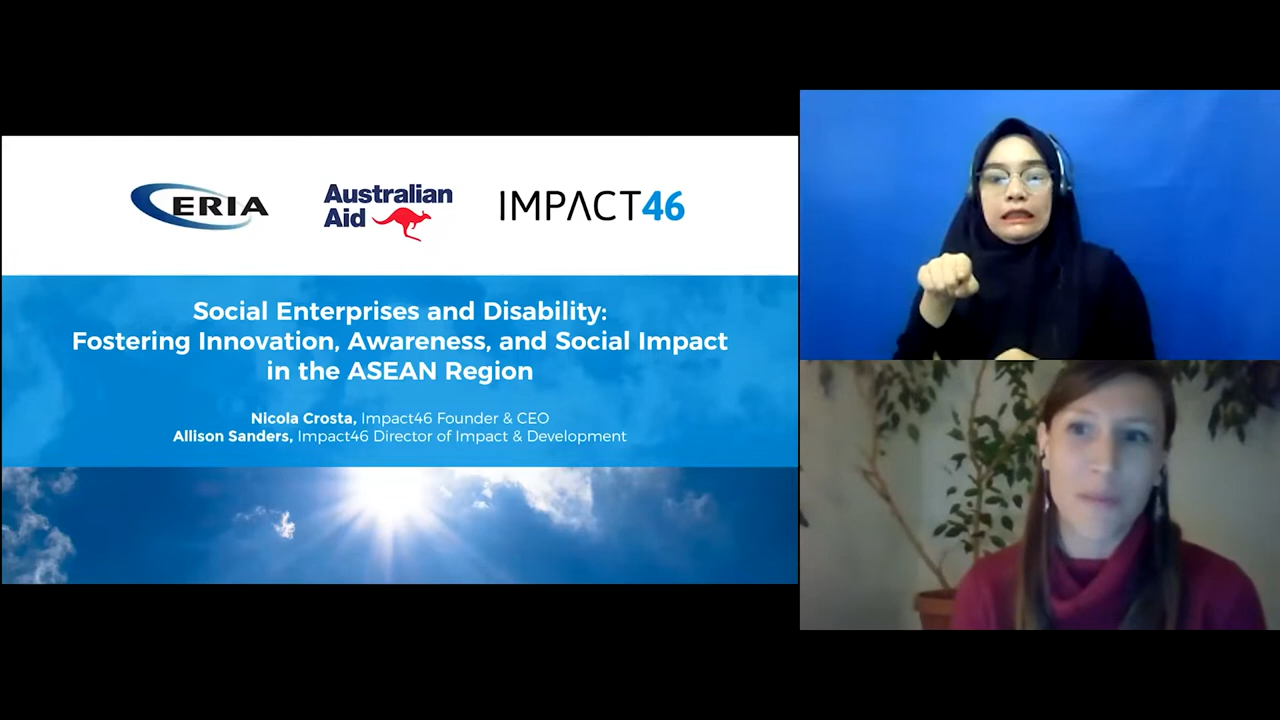 ERIA
Australian
Aid
IMPACT46
Social Enterprises and Disability:
Fostering Innovation, Awareness, and Social Impact
in the ASEAN Region
Nicola Crosta, Impact46 Founder & CEO
Allison Sanders, Impact46 Director of Impact & Development